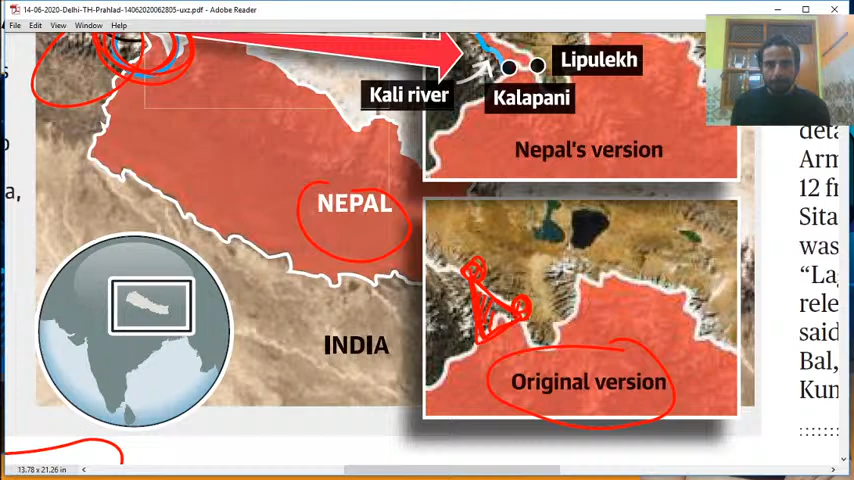 14-06-2020-Delhi-TH-Prahlad-14062020062805-uxz.pdf - Adobe Reader
File Edit View Window Help
Lipulekh
Kali river
Kalapani
Nepal's version
NEPAL
INDIA
Original version
a,
deta
Arm
12 fr
Sita
was
“La
rele
said
Bal,
Kun
13.78 x 21.26 in